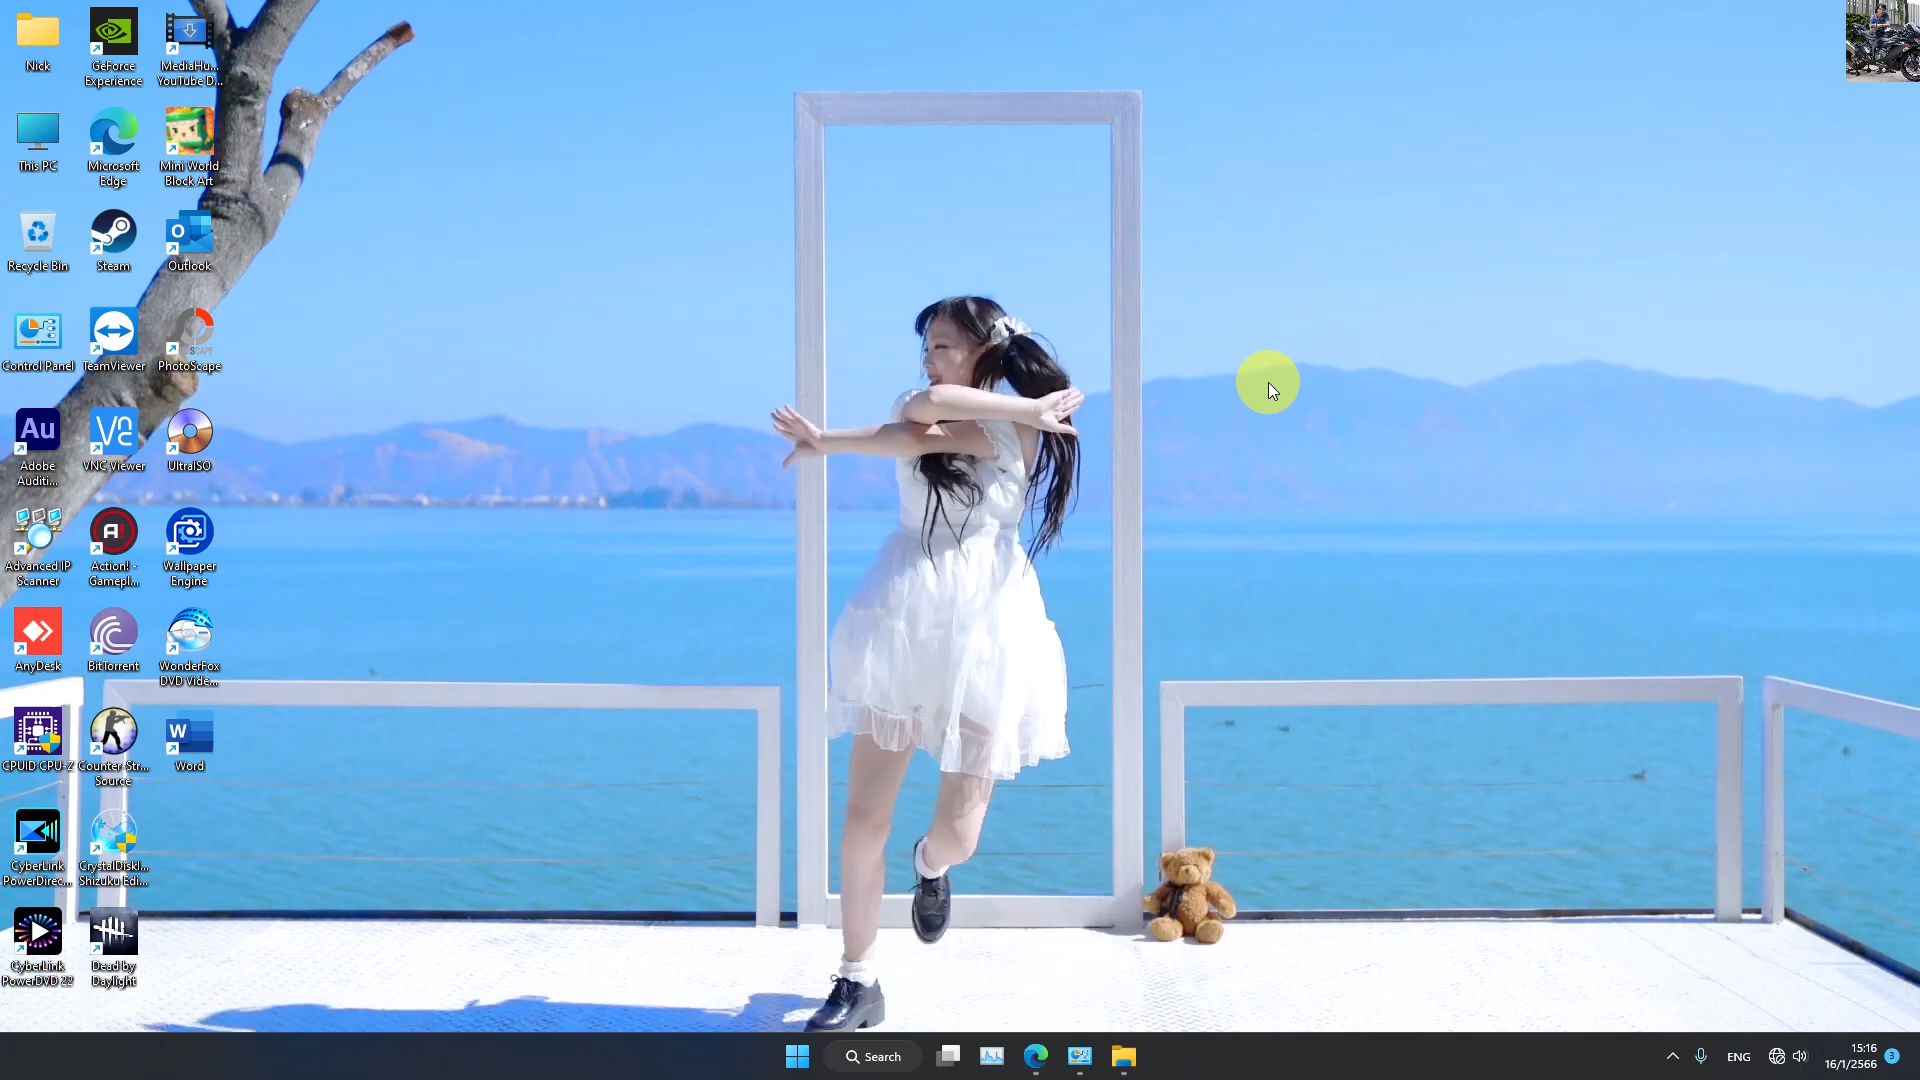 Nick
GeForce
Experience
MediaHu...
YouTube D...
This PC
Microsoft
Edge
Mini World
Block Art
Recycle Bin
Steam
Outlook
Control Panel
TeamViewer
SCAPE
PhotoScape
Au
Adobe
Auditi...
VNC Viewer
UltraISO
Advanced IP
Scanner
Action! -
Gamepl...
Wallpaper
Engine
AnyDesk
BitTorrent
WonderFox
DVD Vide...
CPUID CPU-Z
Counter-Str...
Source
W
Word
CyberLink
PowerDirec...
CrystalDiskI...
Shizuku Edi...
CyberLink
PowerDVD 22
Dead by
Daylight
Search
ENG
15:16
16/1/2566
3